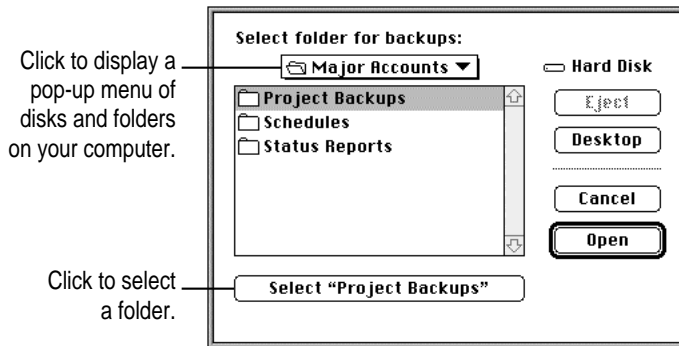 Select folder for backups:
Click to display a
pop-up menu of
disks and folders
on your computer.
Major Accounts
Hard Disk
Project Backups
Schedules
Status Reports
Eject
Desktop
Cancel
Open
Click to select
a folder.
Select “Project Backups”